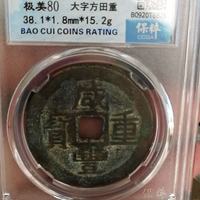 极美80 大字方田重
38.1*1.8mm*15.2g
BAO CUI COINS RATING
保粹
咸
重 寶
豐